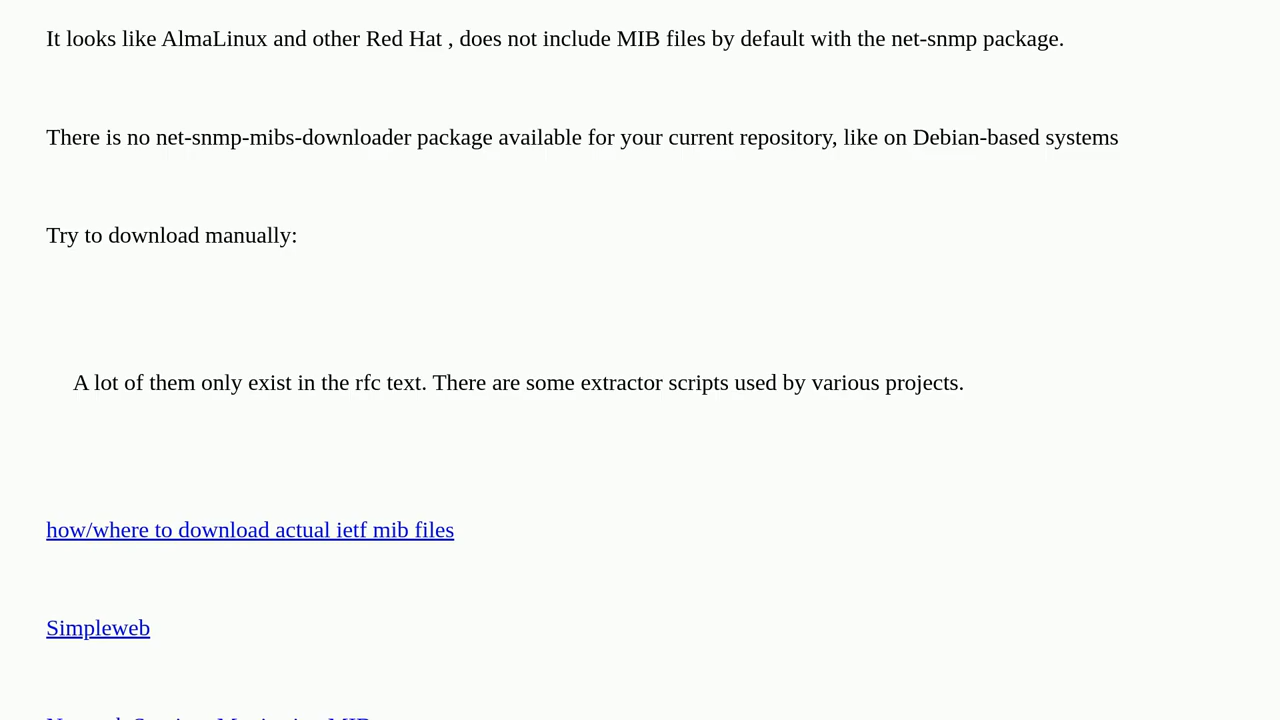 It looks like AlmaLinux and other Red Hat , does not include MIB files by default with the net-snmp package.
There is no net-snmp-mibs-downloader package available for your current repository, like on Debian-based systems
Try to download manually:
A lot of them only exist in the rfc text. There are some extractor scripts used by various projects.
how/where to download actual ietf mib files
Simpleweb